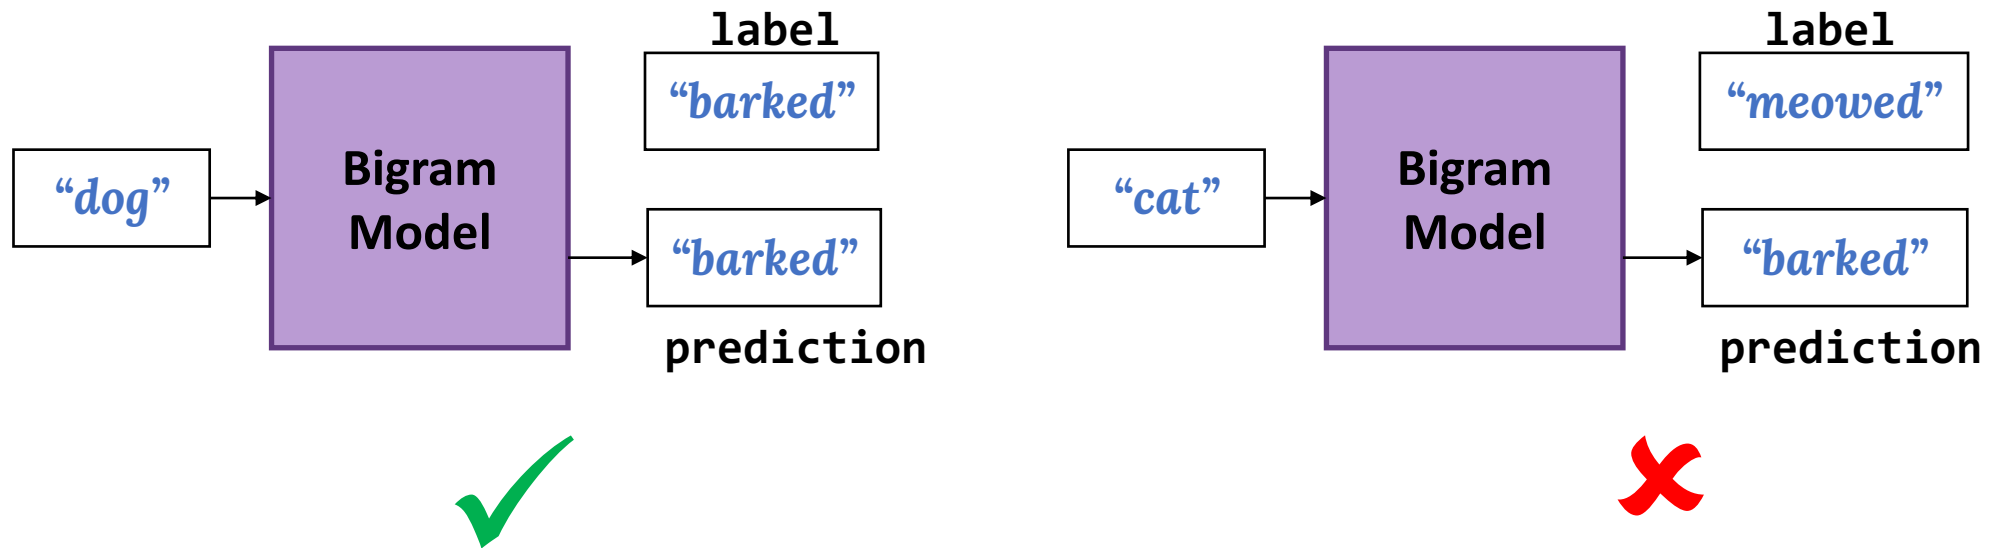 label
“barked”
“dog”
Bigram
Model
“barked”
prediction
label
“meowed”
“cat”
Bigram
Model
“barked”
prediction